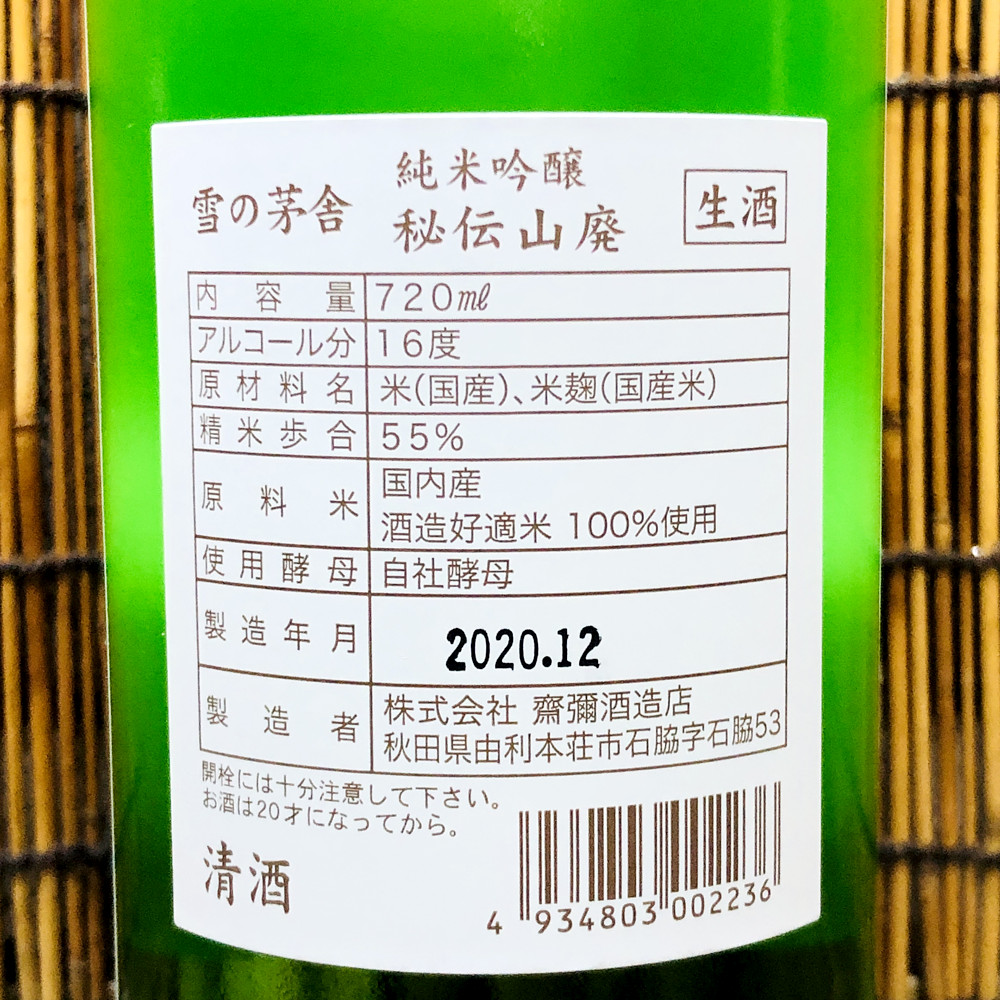 純米吟醸
雪の茅舎 秘伝山廃 生酒
内容量 720㎖
アルコール分 16度
原材料名 米(国産)、米麹(国産米)
精米歩合 55%
原料米 国内産
酒造好適米 100%使用
使用酵母 自社酵母
製造年月 2020.12
製造者 株式会社 齋彌酒造店
秋田県由利本荘市石脇字石脇53
開栓には十分注意して下さい。
お酒は20才になってから。
清酒
4 934803 002236